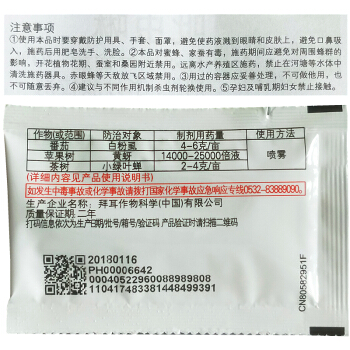 注意事项
①使用本品时要穿戴防护用具、手套、面罩，避免使药液溅到眼睛和皮肤上，避免口鼻吸
入，施药后用肥皂洗手、洗脸。②本品对蜜蜂、家蚕有毒，施药期间应避免对周围蜂群的
影响，开花植物花期、蚕室和桑园附近禁用。远离水产养殖区施药，禁止在河塘等水体中
清洗施药器具。赤眼蜂等天敌放飞区域禁用。③用过的容器应妥善处理，不可做他用，也
不可随意丢弃。④建议与不同作用机制杀虫剂轮换使用。⑤孕妇及哺乳期妇女禁止接触。
作物(或范围) 防治对象 制剂用药量 使用方法
番茄 白粉虱 4-6克/亩 喷雾
苹果树 黄蚜 14000-25000倍液
茶树 小绿叶蝉 2-4克/亩
(详细内容见产品使用说明书)
如发生中毒事故或化学事故请拨打国家化学事故应急响应专线0532-83889090。
生产企业名称：拜耳作物科学(中国)有限公司
质量保证期 二年
打码信息依次为生产日期/批号/箱号/验证码 产品验证时请扫描二维码
20180116
PH00006642
00040522960088989808
11041748338144849939​1
CN80582951F